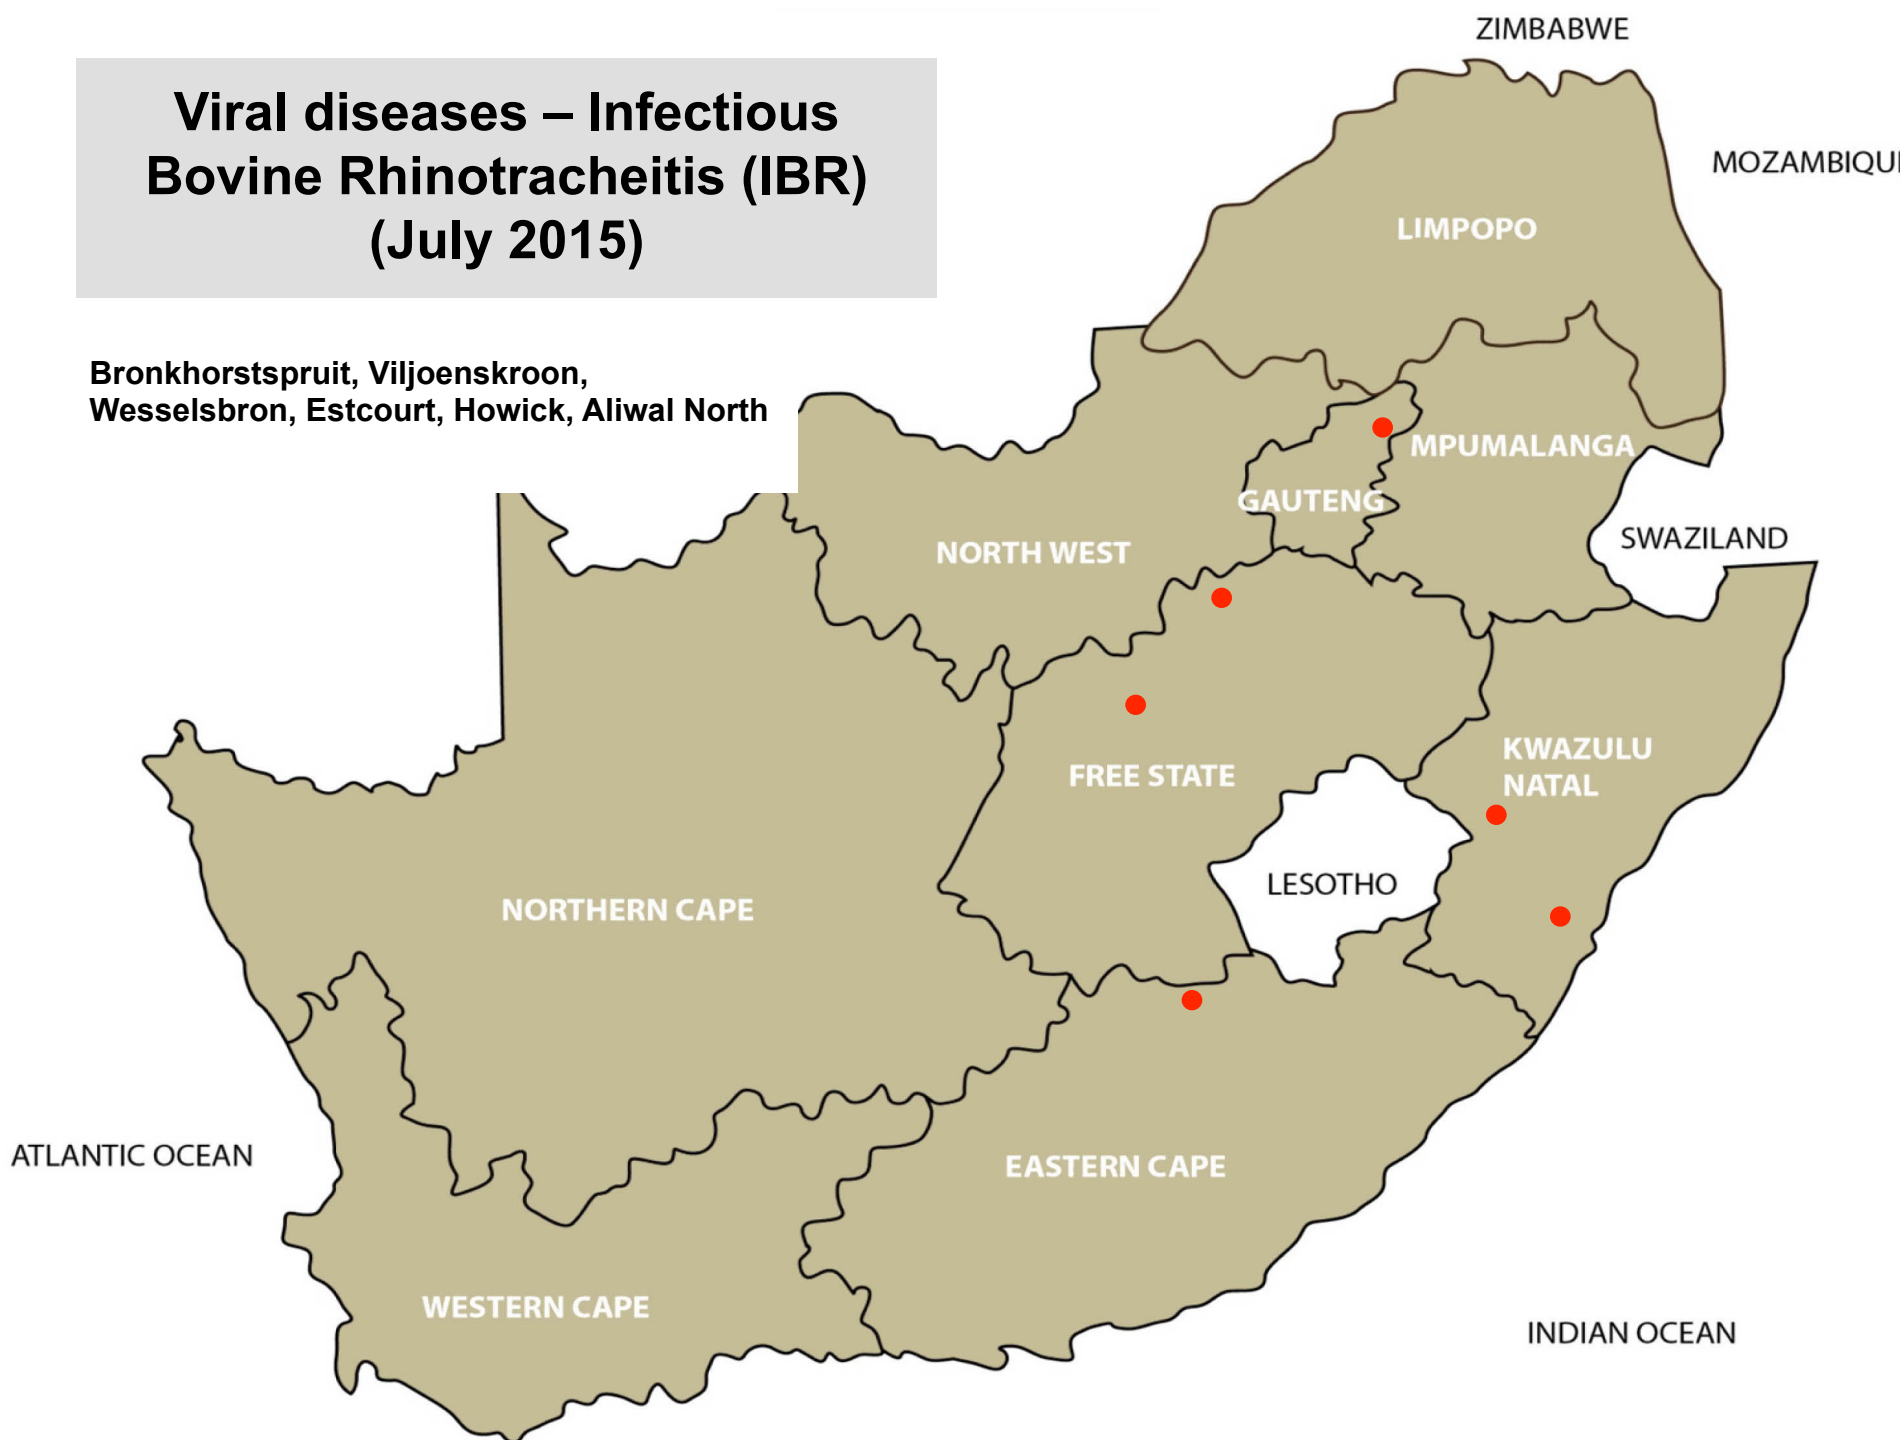 Viral diseases – Infectious
Bovine Rhinotracheitis (IBR)
(July 2015)
Bronkhorstspruit, Viljoenskroon,
Wesselsbron, Estcourt, Howick, Aliwal North
ZIMBABWE
MOZAMBIQUE
LIMPOPO
MPUMALANGA
GAUTENG
SWAZILAND
NORTH WEST
KWAZULU
NATAL
FREE STATE
LESOTHO
NORTHERN CAPE
ATLANTIC OCEAN
EASTERN CAPE
WESTERN CAPE
INDIAN OCEAN